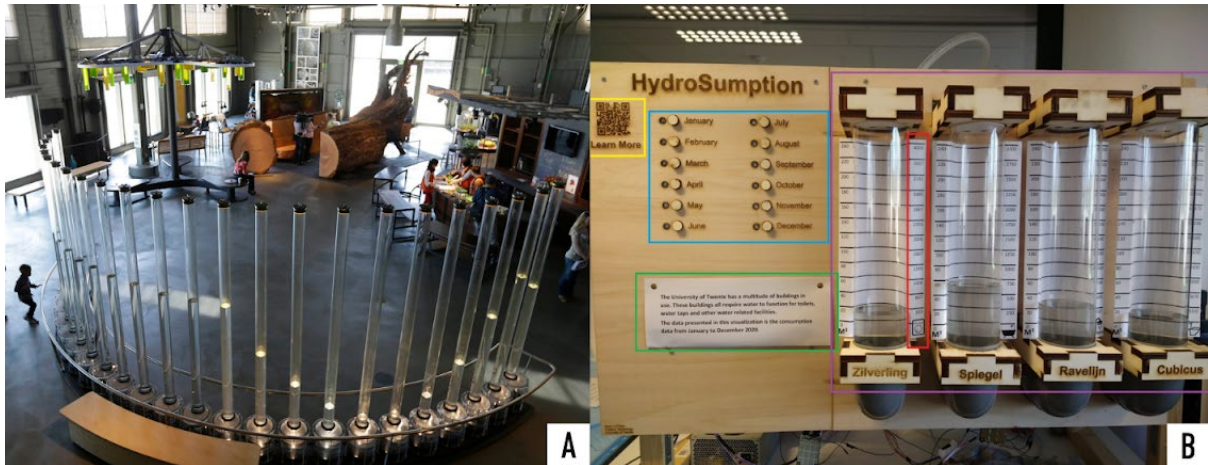 A
B
HydroSumption
Learn More
January
February
March
April
May
June
July
August
September
October
November
December
The University of Twente has a multitude of buildings in
use. These buildings all require water to function for toilets,
water taps and other water related facilities.
The data presented in this visualization is the consumption
data from January to December 2020.
M³
Zilverling
Spiegel
Ravelijn
Cubicus